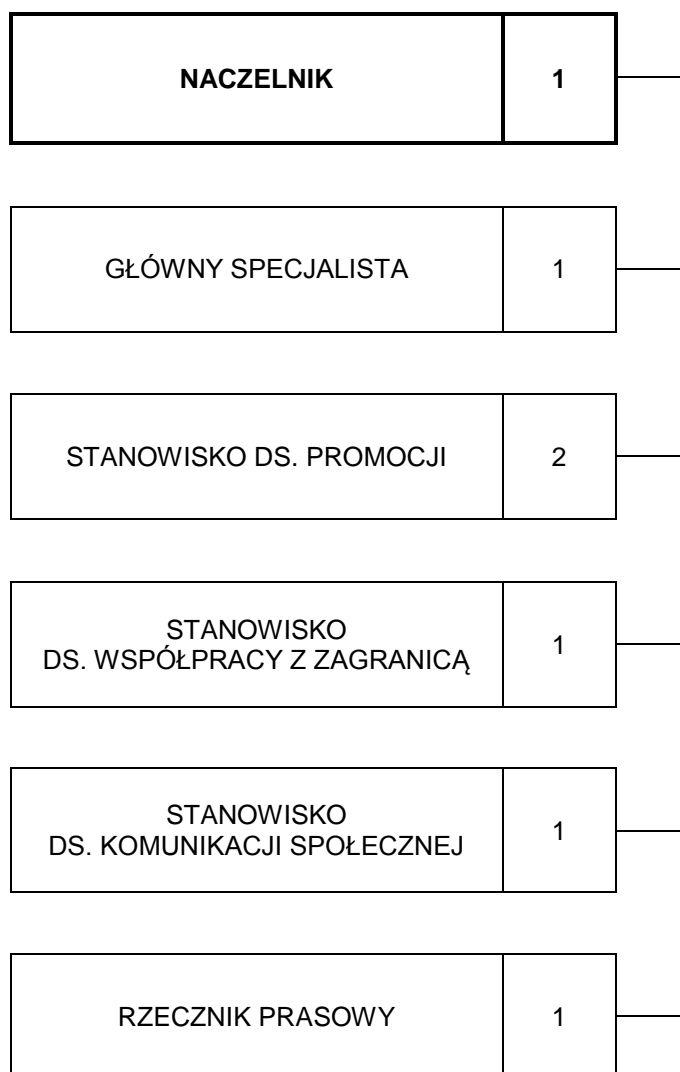 NACZELNIK 1
GŁÓWNY SPECJALISTA 1
STANOWISKO DS. PROMOCJI 2
STANOWISKO
DS. WSPÓŁPRACY Z ZAGRANICĄ 1
STANOWISKO
DS. KOMUNIKACJI SPOŁECZNEJ 1
RZECZNIK PRASOWY 1